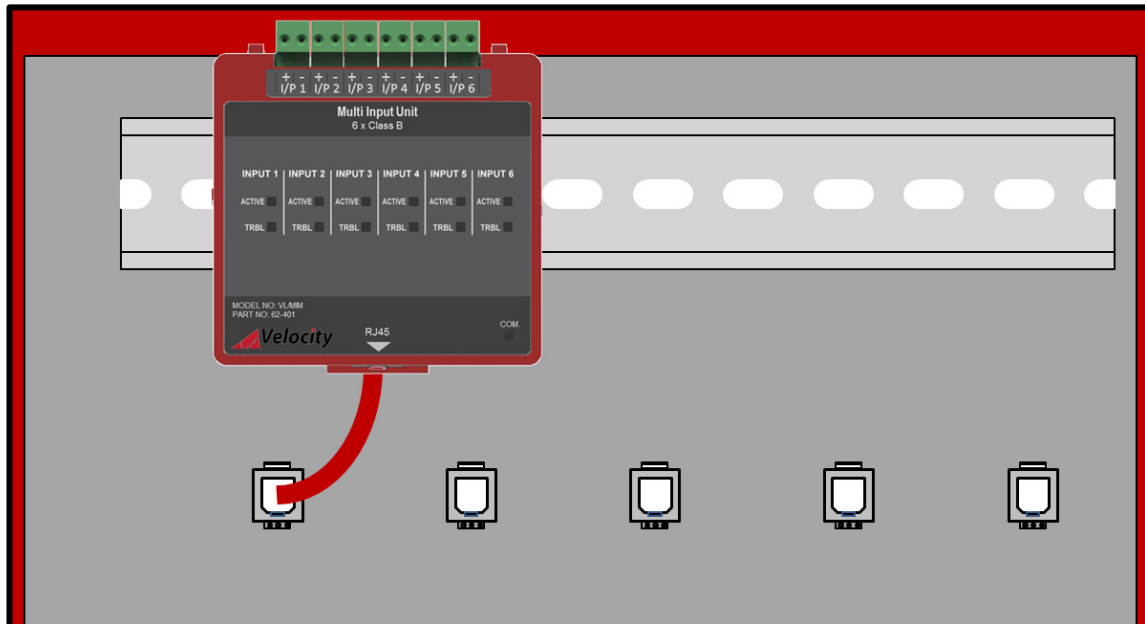 + - + - + - + - + - + -
I/P 1 I/P 2 I/P 3 I/P 4 I/P 5 I/P 6
Multi Input Unit
6 x Class B
INPUT 1 INPUT 2 INPUT 3 INPUT 4 INPUT 5 INPUT 6
ACTIVE ACTIVE ACTIVE ACTIVE ACTIVE ACTIVE
TRBL TRBL TRBL TRBL TRBL TRBL
MODEL NO: VL/MIM
PART NO: 62-401
Velocity
RJ45
COM.